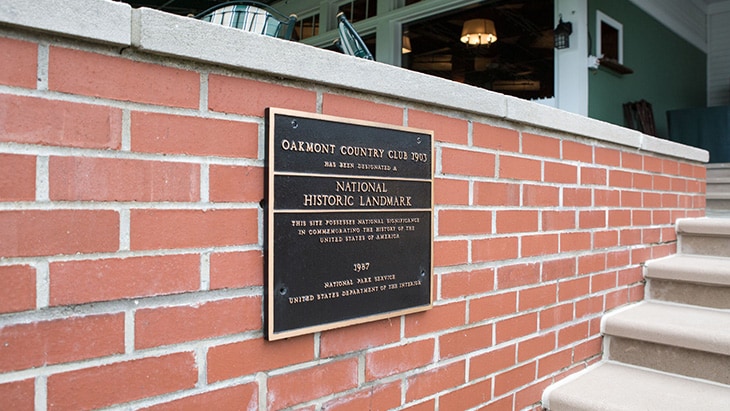 OAKMONT COUNTRY CLUB 1903
HAS BEEN DESIGNATED A
NATIONAL
HISTORIC LANDMARK
THIS SITE POSSESSES NATIONAL SIGNIFICANCE
IN COMMEMORATING THE HISTORY OF THE
UNITED STATES OF AMERICA
1987
NATIONAL PARK SERVICE
UNITED STATES DEPARTMENT OF THE INTERIOR